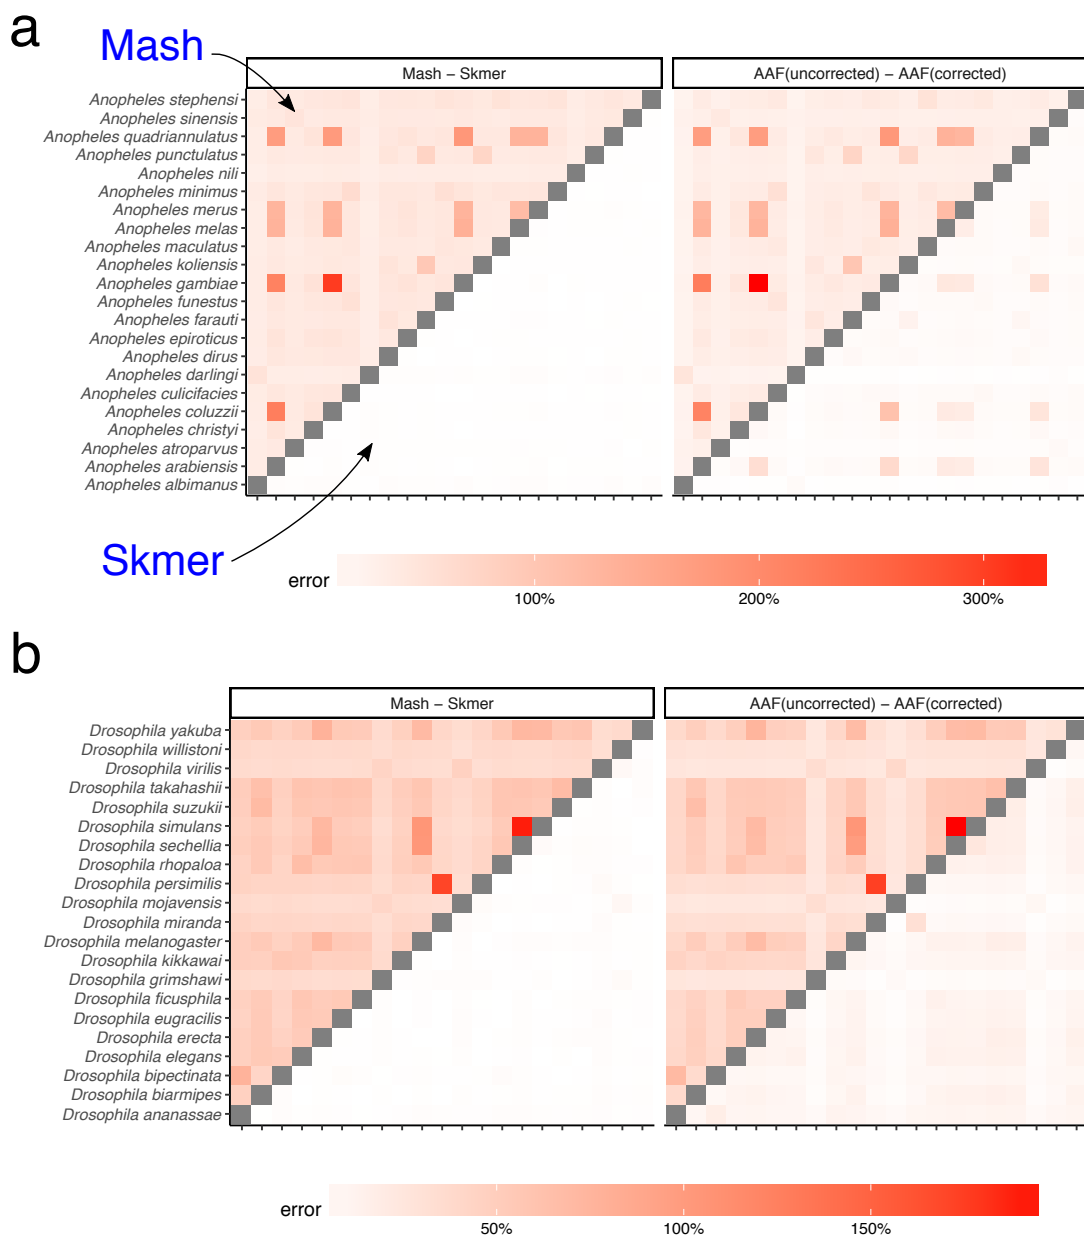 a
Mash
Mash − Skmer
AAF(uncorrected) − AAF(corrected)
Anopheles stephensi
Anopheles sinensis
Anopheles quadriannulatus
Anopheles punctulatus
Anopheles nili
Anopheles minimus
Anopheles merus
Anopheles melas
Anopheles maculatus
Anopheles koliensis
Anopheles gambiae
Anopheles funestus
Anopheles farauti
Anopheles epiroticus
Anopheles dirus
Anopheles darlingi
Anopheles culicifacies
Anopheles coluzzii
Anopheles christyi
Anopheles atroparvus
Anopheles arabiensis
Anopheles albimanus
Skmer
error
100% 200% 300%
b
Mash − Skmer
AAF(uncorrected) − AAF(corrected)
Drosophila yakuba
Drosophila willistoni
Drosophila virilis
Drosophila takahashii
Drosophila suzukii
Drosophila simulans
Drosophila sechellia
Drosophila rhopaloa
Drosophila persimilis
Drosophila mojavensis
Drosophila miranda
Drosophila melanogaster
Drosophila kikkawai
Drosophila grimshawi
Drosophila ficusphila
Drosophila eugracilis
Drosophila erecta
Drosophila elegans
Drosophila bipectinata
Drosophila biarmipes
Drosophila ananassae
error
50% 100% 150%